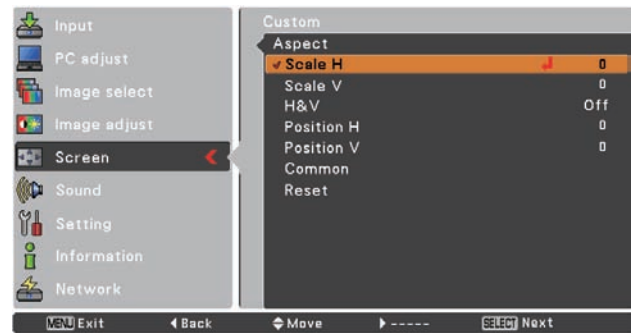 Input
PC adjust
Image select
Image adjust
Screen
Sound
Setting
Information
Network
Custom
Aspect
Scale H 0
Scale V 0
H&V Off
Position H 0
Position V 0
Common
Reset
MENU Exit Back Move ----- SELECT Next